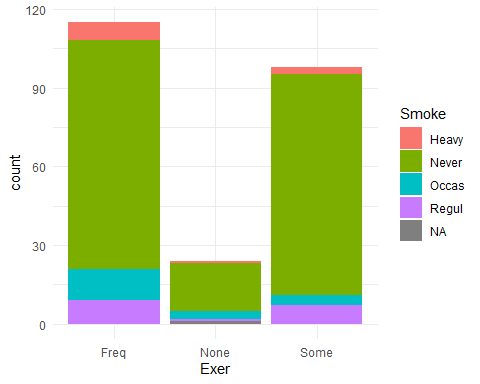 120
90
60
30
0
count
Freq
None
Some
Exer
Smoke
Heavy
Never
Occas
Regul
NA